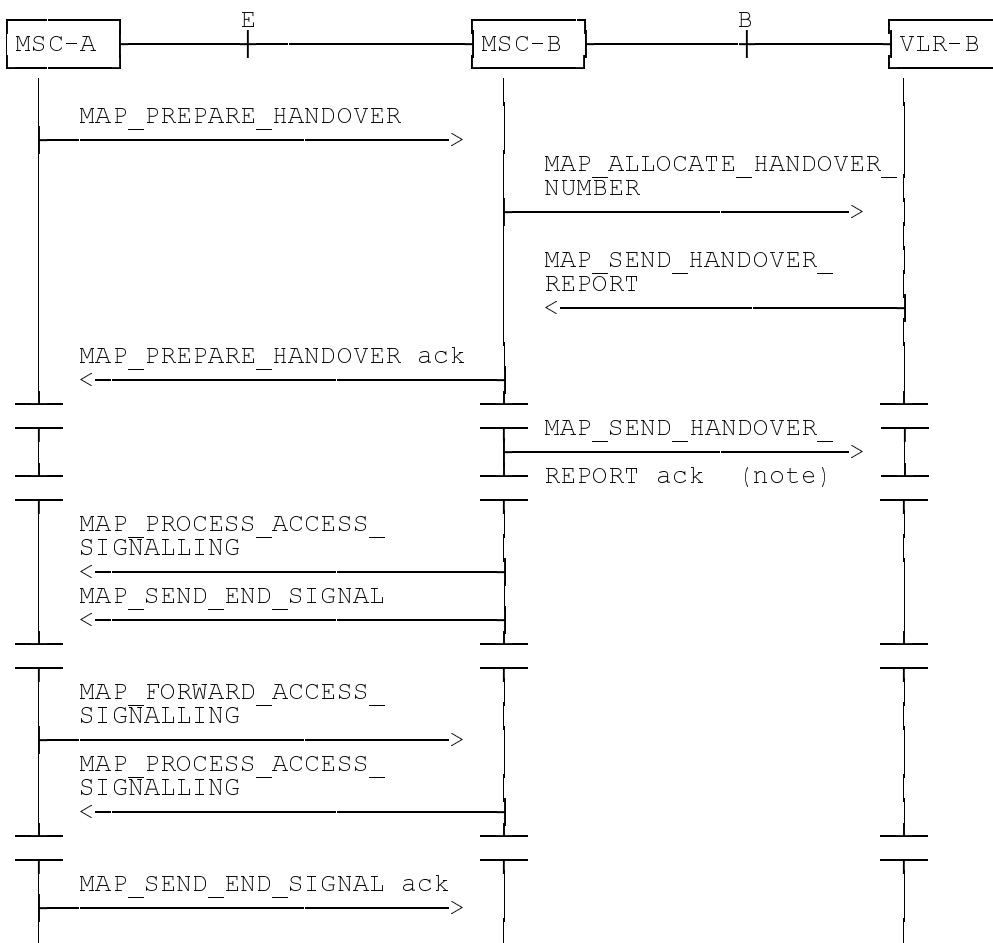 E
B
MSC-A
MSC-B
VLR-B
MAP_PREPARE_HANDOVER
MAP_ALLOCATE_HANDOVER_
NUMBER
MAP_SEND_HANDOVER_
REPORT
MAP_PREPARE_HANDOVER ack
MAP_SEND_HANDOVER_
REPORT ack (note)
MAP_PROCESS_ACCESS_
SIGNALLING
MAP_SEND_END_SIGNAL
MAP_FORWARD_ACCESS_
SIGNALLING
MAP_PROCESS_ACCESS_
SIGNALLING
MAP_SEND_END_SIGNAL ack